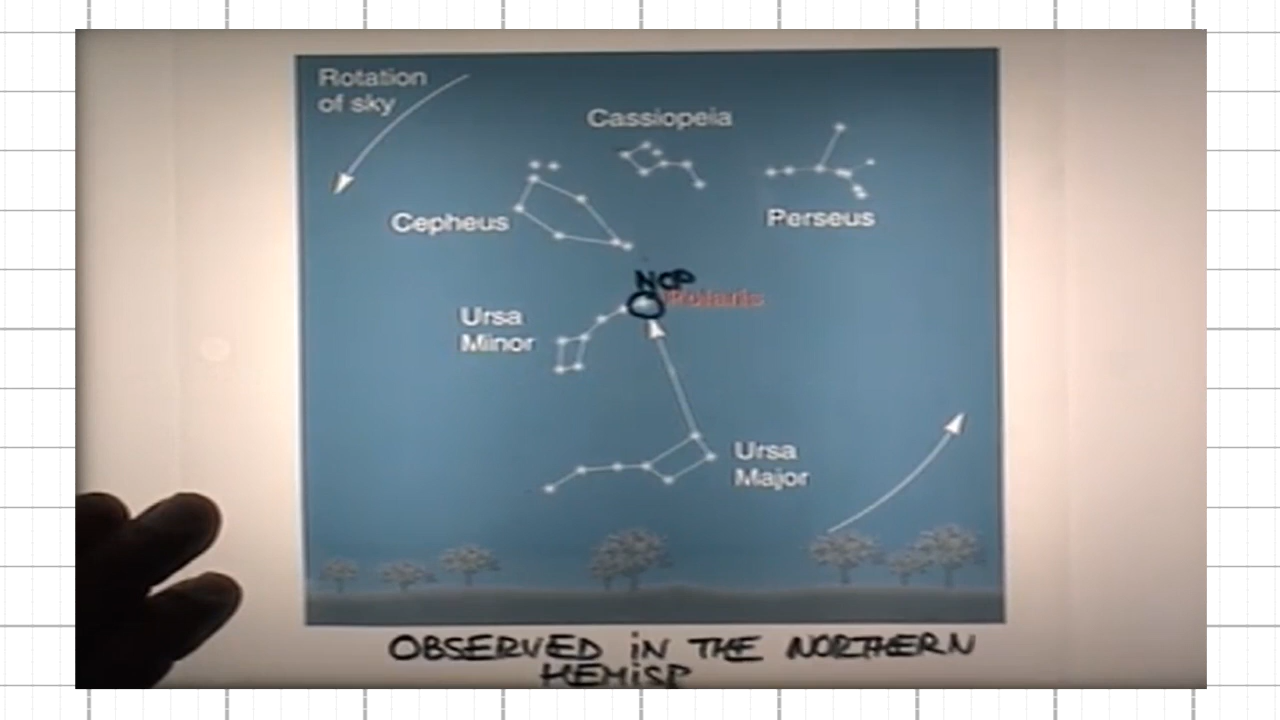 Rotation
of sky
Cassiopeia
Cepheus
Perseus
NCP
Polaris
Ursa
Minor
Ursa
Major
OBSERVED IN THE NORTHERN
HEMISP